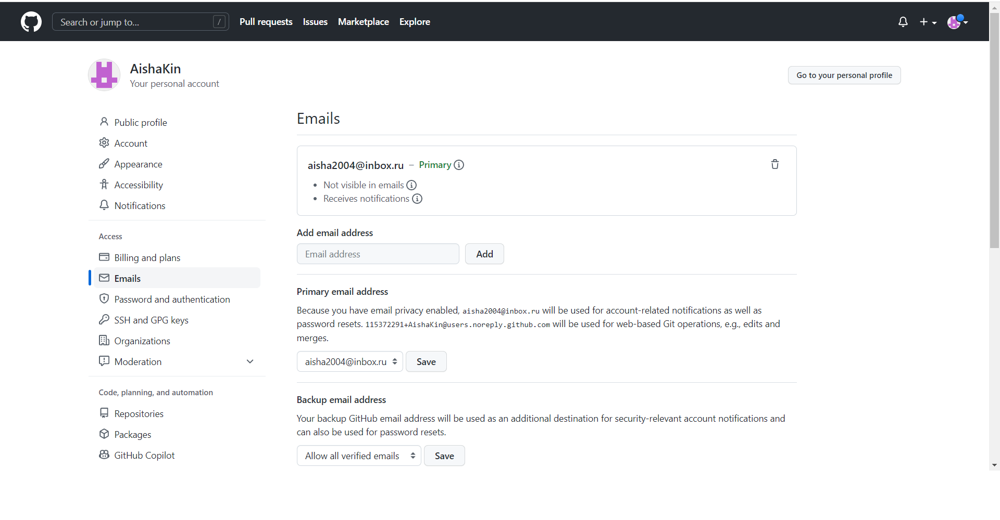 Search or jump to... /
Pull requests Issues Marketplace Explore
AishaKin
Your personal account
Go to your personal profile
Public profile
Account
Appearance
Accessibility
Notifications
Access
Billing and plans
Emails
Password and authentication
SSH and GPG keys
Organizations
Moderation
Code, planning, and automation
Repositories
Packages
GitHub Copilot
Emails
aisha2004@inbox.ru – Primary
• Not visible in emails
• Receives notifications
Add email address
Email address Add
Primary email address
Because you have email privacy enabled, aisha2004@inbox.ru will be used for account-related notifications as well as
password resets. 115372291+AishaKin@users.noreply.github.com will be used for web-based Git operations, e.g., edits and
merges.
aisha2004@inbox.ru Save
Backup email address
Your backup GitHub email address will be used as an additional destination for security-relevant account notifications and
can also be used for password resets.
Allow all verified emails Save